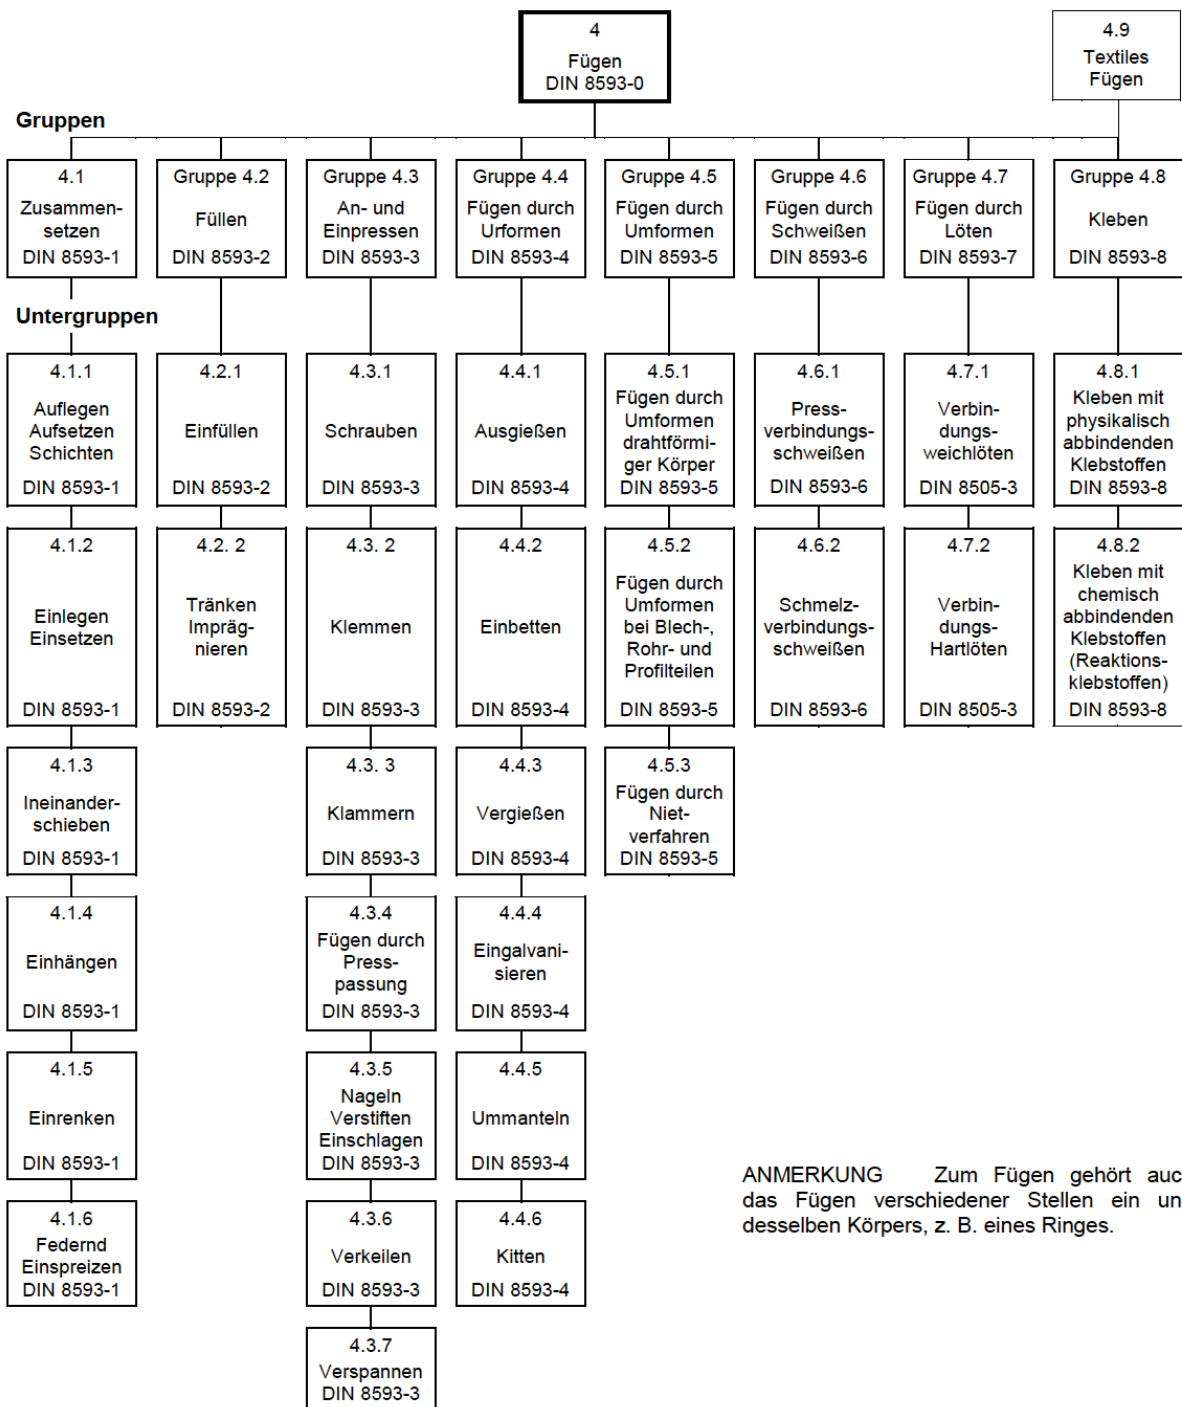 4
Fügen
DIN 8593-0
4.9
Textiles
Fügen
Gruppen
4.1
Zusammen-
setzen
DIN 8593-1
Gruppe 4.2
Füllen
DIN 8593-2
Gruppe 4.3
An- und
Einpressen
DIN 8593-3
Gruppe 4.4
Fügen durch
Urformen
DIN 8593-4
Gruppe 4.5
Fügen durch
Umformen
DIN 8593-5
Gruppe 4.6
Fügen durch
Schweißen
DIN 8593-6
Gruppe 4.7
Fügen durch
Löten
DIN 8593-7
Gruppe 4.8
Kleben
DIN 8593-8
Untergruppen
4.1.1
Auflegen
Aufsetzen
Schichten
DIN 8593-1
4.2.1
Einfüllen
DIN 8593-2
4.3.1
Schrauben
DIN 8593-3
4.4.1
Ausgießen
DIN 8593-4
4.5.1
Fügen durch
Umformen
drahtförmi-
ger Körper
DIN 8593-5
4.6.1
Press-
verbindungs-
schweißen
DIN 8593-6
4.7.1
Verbin-
dungs-
weichlöten
DIN 8505-3
4.8.1
Kleben mit
physikalisch
abbindenden
Klebstoffen
DIN 8593-8
4.1.2
Einlegen
Einsetzen
DIN 8593-1
4.2. 2
Tränken
Impräg-
nieren
DIN 8593-2
4.3. 2
Klemmen
DIN 8593-3
4.4.2
Einbetten
DIN 8593-4
4.5.2
Fügen durch
Umformen
bei Blech-,
Rohr- und
Profilteilen
DIN 8593-5
4.6.2
Schmelz-
verbindungs-
schweißen
DIN 8593-6
4.7.2
Verbin-
dungs-
Hartlöten
DIN 8505-3
4.8.2
Kleben mit
chemisch
abbindenden
Klebstoffen
(Reaktions-
klebstoffen)
DIN 8593-8
4.1.3
Ineinander-
schieben
DIN 8593-1
4.3. 3
Klammern
DIN 8593-3
4.4.3
Vergießen
DIN 8593-4
4.5.3
Fügen durch
Niet-
verfahren
DIN 8593-5
4.1.4
Einhängen
DIN 8593-1
4.3.4
Fügen durch
Press-
passung
DIN 8593-3
4.4.4
Eingalvani-
sieren
DIN 8593-4
4.1.5
Einrenken
DIN 8593-1
4.3.5
Nageln
Verstiften
Einschlagen
DIN 8593-3
4.4.5
Ummanteln
DIN 8593-4
4.1.6
Federnd
Einspreizen
DIN 8593-1
4.3.6
Verkeilen
DIN 8593-3
4.4.6
Kitten
DIN 8593-4
4.3.7
Verspannen
DIN 8593-3
ANMERKUNG Zum Fügen gehört auc
das Fügen verschiedener Stellen ein un
desselben Körpers, z. B. eines Ringes.